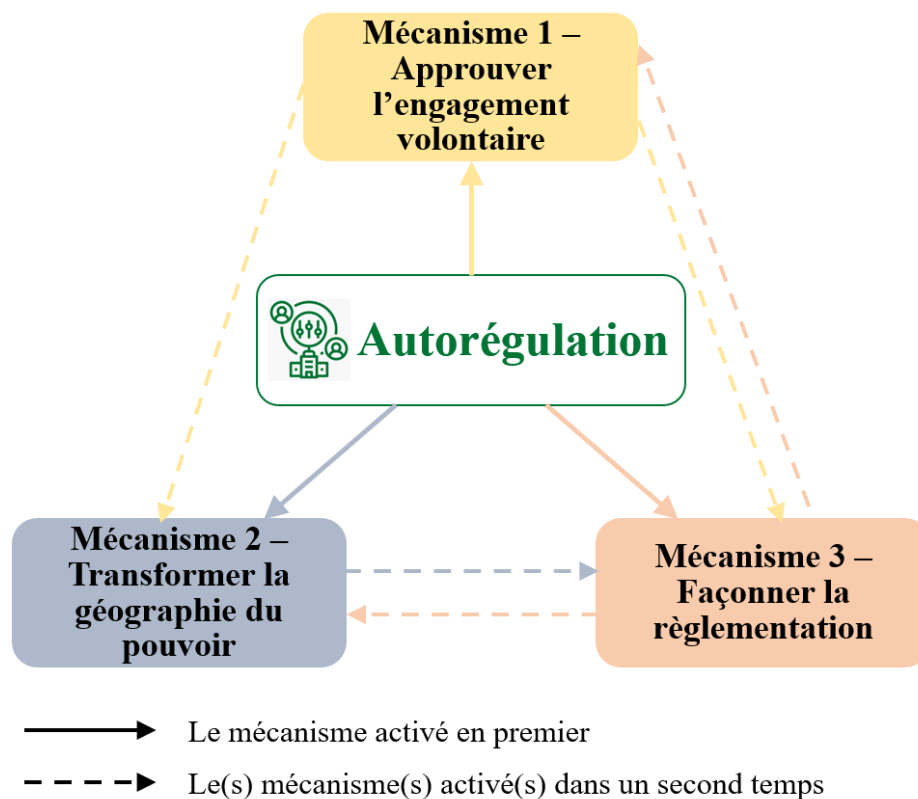 Mécanisme 1 –
Approuver
l’engagement
volontaire
Autorégulation
Mécanisme 2 –
Transformer la
géographie du
pouvoir
Mécanisme 3 –
Façonner la
règlementation
Le mécanisme activé en premier
Le(s) mécanisme(s) activé(s) dans un second temps